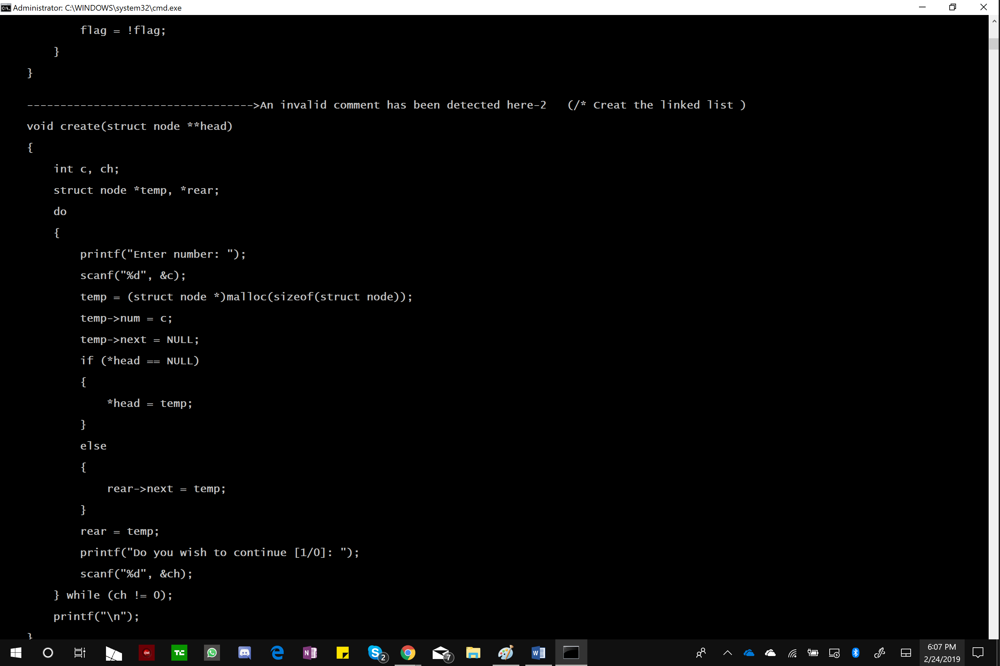 Administrator: C:\WINDOWS\system32\cmd.exe
flag = !flag;
}
}
---------------------------------->An invalid comment has been detected here-2   (/* Creat the linked list )
void create(struct node **head)
{
int c, ch;
struct node *temp, *rear;
do
{
printf("Enter number: ");
scanf("%d", &c);
temp = (struct node *)malloc(sizeof(struct node));
temp->num = c;
temp->next = NULL;
if (*head == NULL)
{
*head = temp;
}
else
{
rear->next = temp;
}
rear = temp;
printf("Do you wish to continue [1/0]: ");
scanf("%d", &ch);
} while (ch != 0);
printf("\n");
}
cjnet
TC
N
S
2
7
W
6:07 PM
2/24/2019